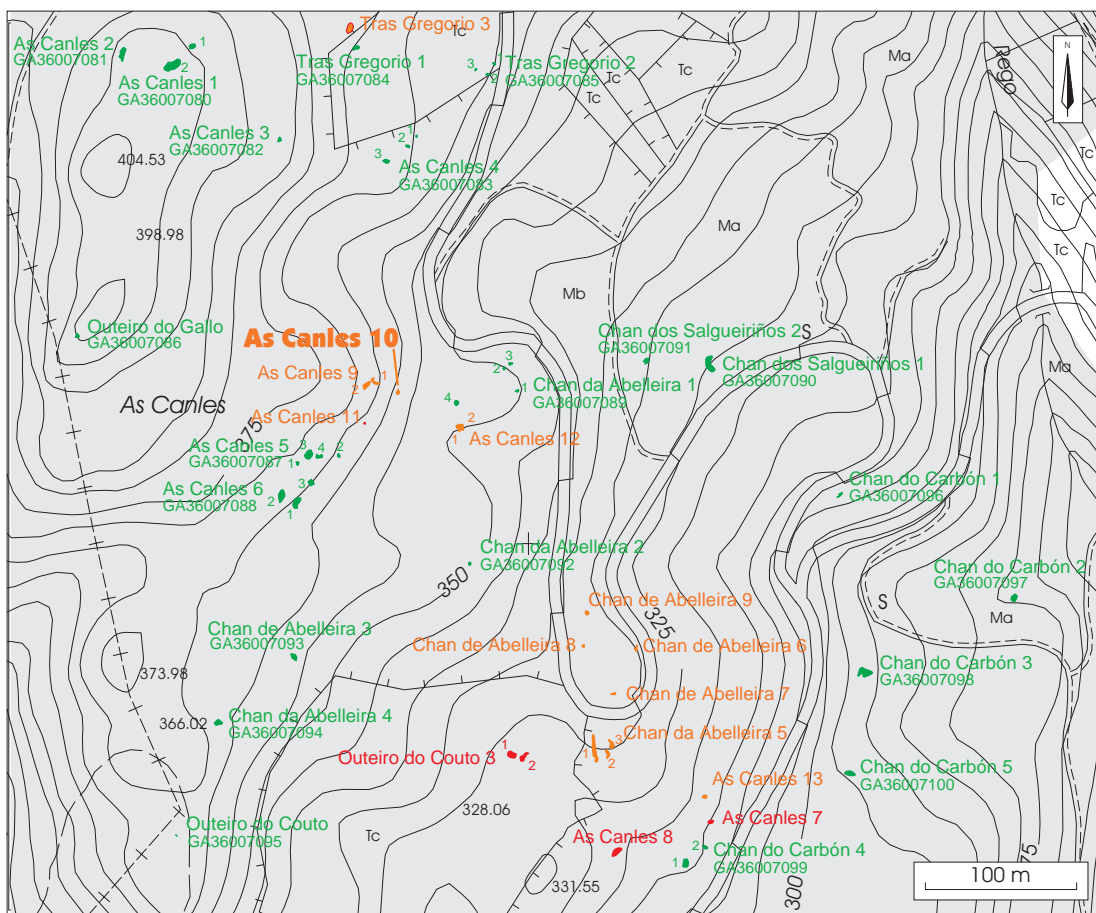 Tras Gregorio 3
Tc
N
As Canles 2
GA36007081
1
2
As Canles 1
GA36007080
Tras Gregorio 1
GA36007084
1
3
2
Tras Gregorio 2
GA36007085
Tc
Tc
Tc
Ma
Rego
As Canles 3
GA36007082
1
2
3
As Canles 4
GA36007083
404.53
Tc
Tc
398.98
Ma
Mb
Outeiro do Gallo
GA36007086
As Canles 10
Chan dos Salgueiriños 2
GA36007091
S
Chan dos Salgueiriños 1
GA36007090
Ma
As Canles 9
1
2
3
2
1
Chan da Abelleira 1
GA36007089
As Canles
As Canles 11
4
2
1
As Canles 12
375
As Canles 5
GA36007087
3
4
2
1
As Canles 6
GA36007088
3
2
1
Chan do Carbón 1
GA36007096
Chan da Abelleira 2
GA36007092
350
Chan do Carbón 2
GA36007097
S
Ma
Chan de Abelleira 9
325
Chan de Abelleira 3
GA36007093
Chan de Abelleira 8
Chan de Abelleira 6
373.98
Chan do Carbón 3
GA36007098
Chan de Abelleira 7
366.02
Chan da Abelleira 4
GA36007094
Chan da Abelleira 5
3
1
2
Outeiro do Couto 3
1
2
Chan do Carbón 5
GA36007100
As Canles 13
328.06
As Canles 7
Outeiro do Couto
GA36007095
Tc
As Canles 8
2
1
Chan do Carbón 4
GA36007099
331.55
300
75
100 m